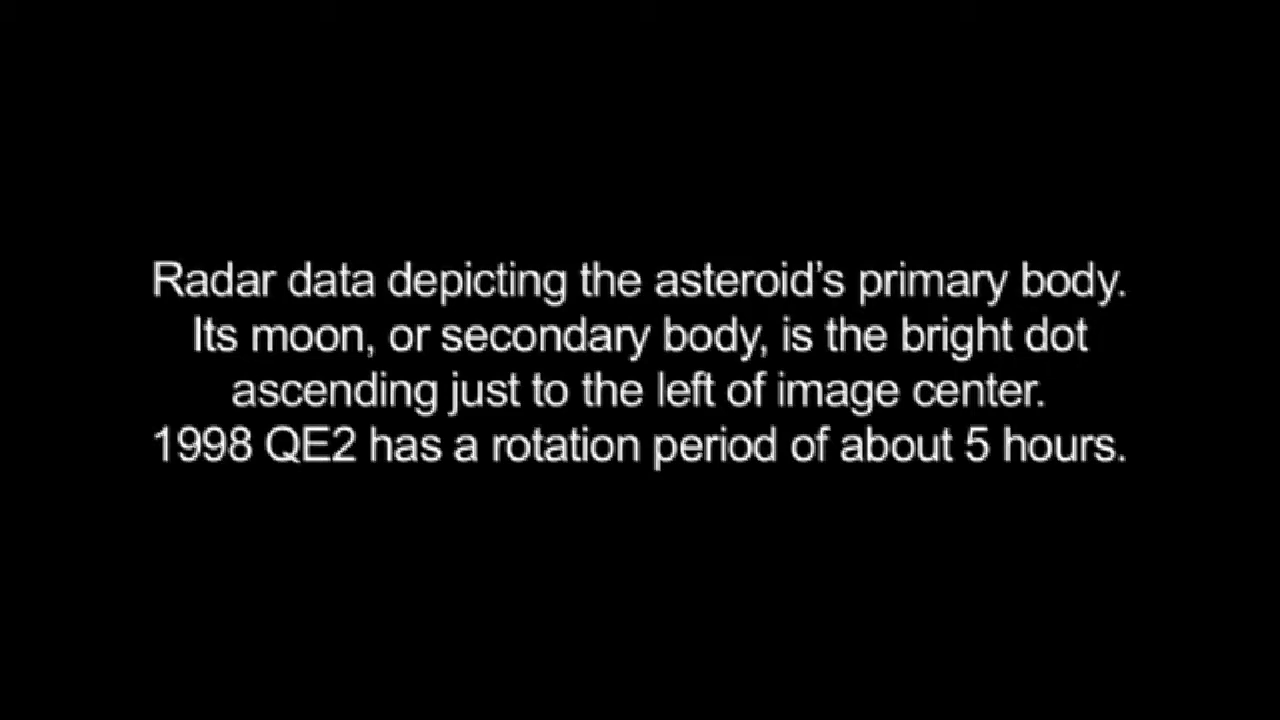 Radar data depicting the asteroid’s primary body.
Its moon, or secondary body, is the bright dot
ascending just to the left of image center.
1998 QE2 has a rotation period of about 5 hours.